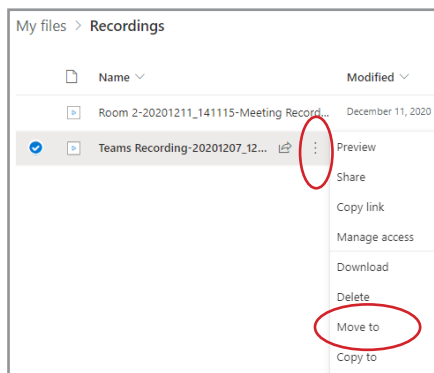 My files > Recordings
Name Modified
Room 2-20201211_141115-Meeting Record... December 11, 2020
Teams Recording-20201207_12...
Preview
Share
Copy link
Manage access
Download
Delete
Move to
Copy to